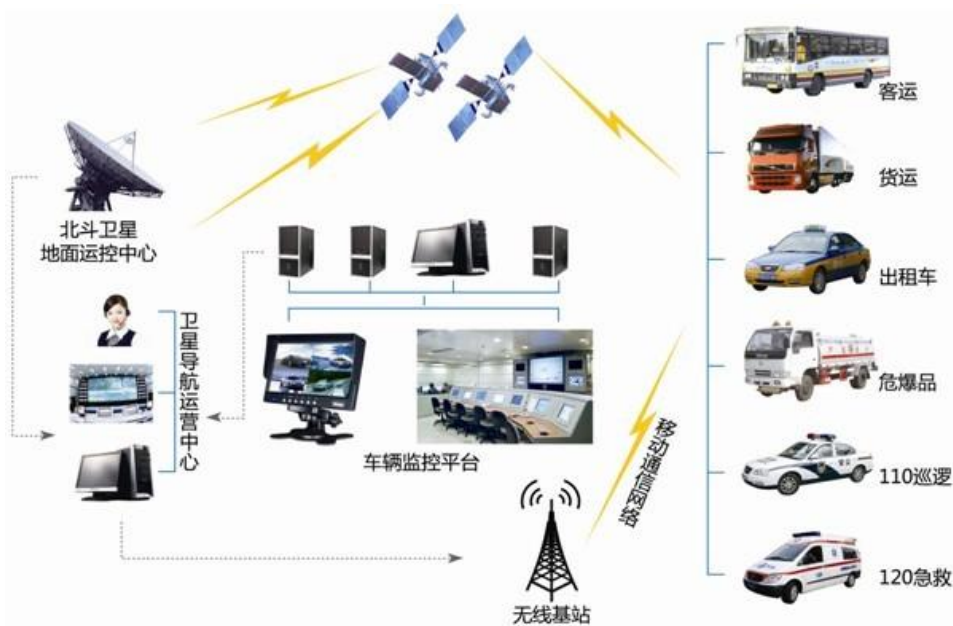 客运
货运
北斗卫星
地面运控中心
出租车
卫星导航运营中心
危爆品
车辆监控平台
移动通信网络
110巡逻
120急救
无线基站